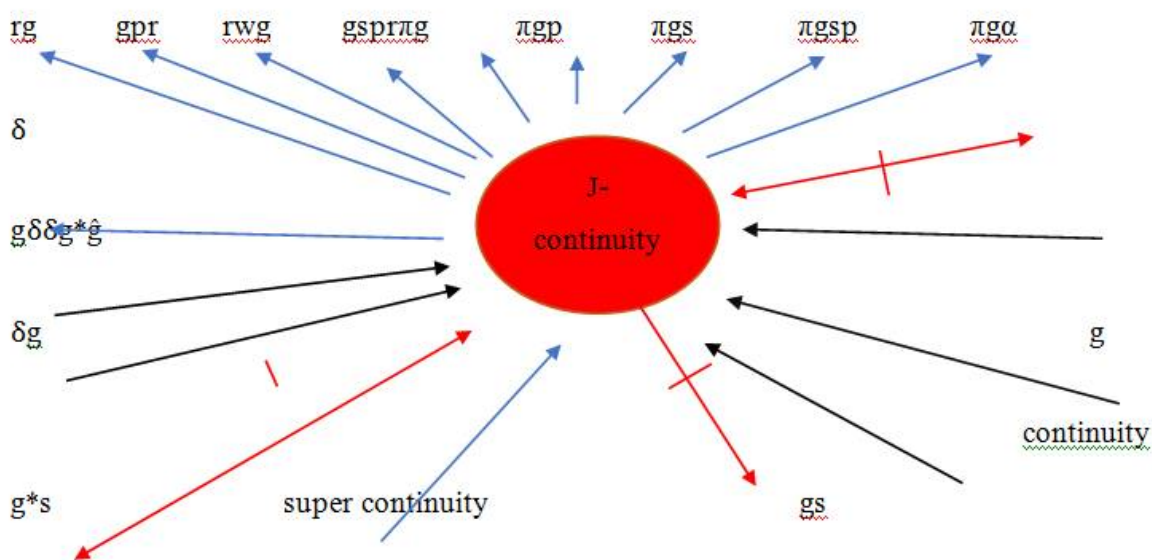 rg gpr rwg gsprπg πgp πgs πgsp πgα
δ
J-
gδδg*ĝ continuity
δg g
continuity
g*s super continuity gs